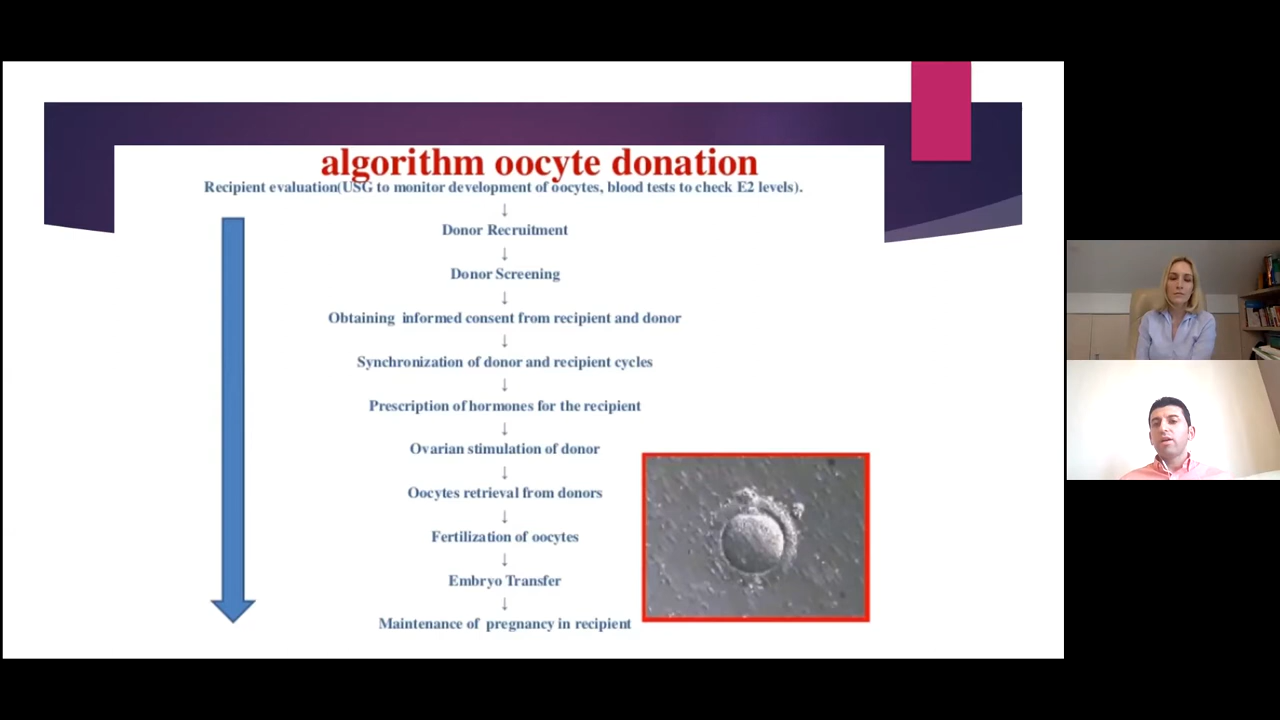 algorithm oocyte donation
Recipient evaluation(USG to monitor development of oocytes, blood tests to check E2 levels).
↓
Donor Recruitment
↓
Donor Screening
↓
Obtaining informed consent from recipient and donor
↓
Synchronization of donor and recipient cycles
↓
Prescription of hormones for the recipient
↓
Ovarian stimulation of donor
↓
Oocytes retrieval from donors
↓
Fertilization of oocytes
↓
Embryo Transfer
↓
Maintenance of pregnancy in recipient